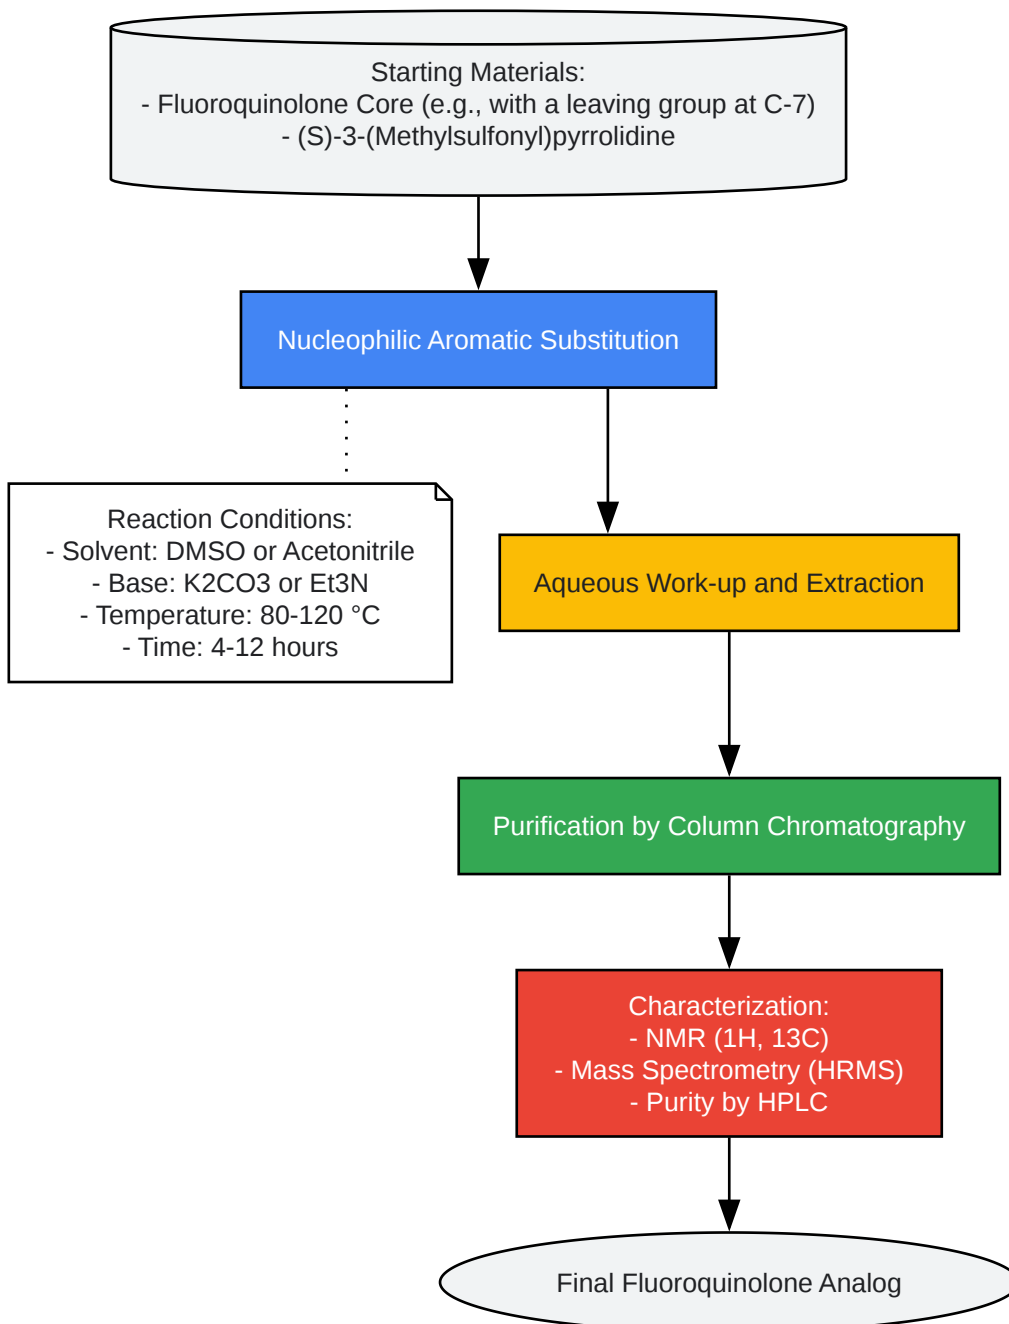 Starting Materials:
- Fluoroquinolone Core (e.g., with a leaving group at C-7)
- (S)-3-(Methylsulfonyl)pyrrolidine
Nucleophilic Aromatic Substitution
Reaction Conditions:
- Solvent: DMSO or Acetonitrile
- Base: K2CO3 or Et3N
- Temperature: 80-120 °C
- Time: 4-12 hours
Aqueous Work-up and Extraction
Purification by Column Chromatography
Characterization:
- NMR (1H, 13C)
- Mass Spectrometry (HRMS)
- Purity by HPLC
Final Fluoroquinolone Analog